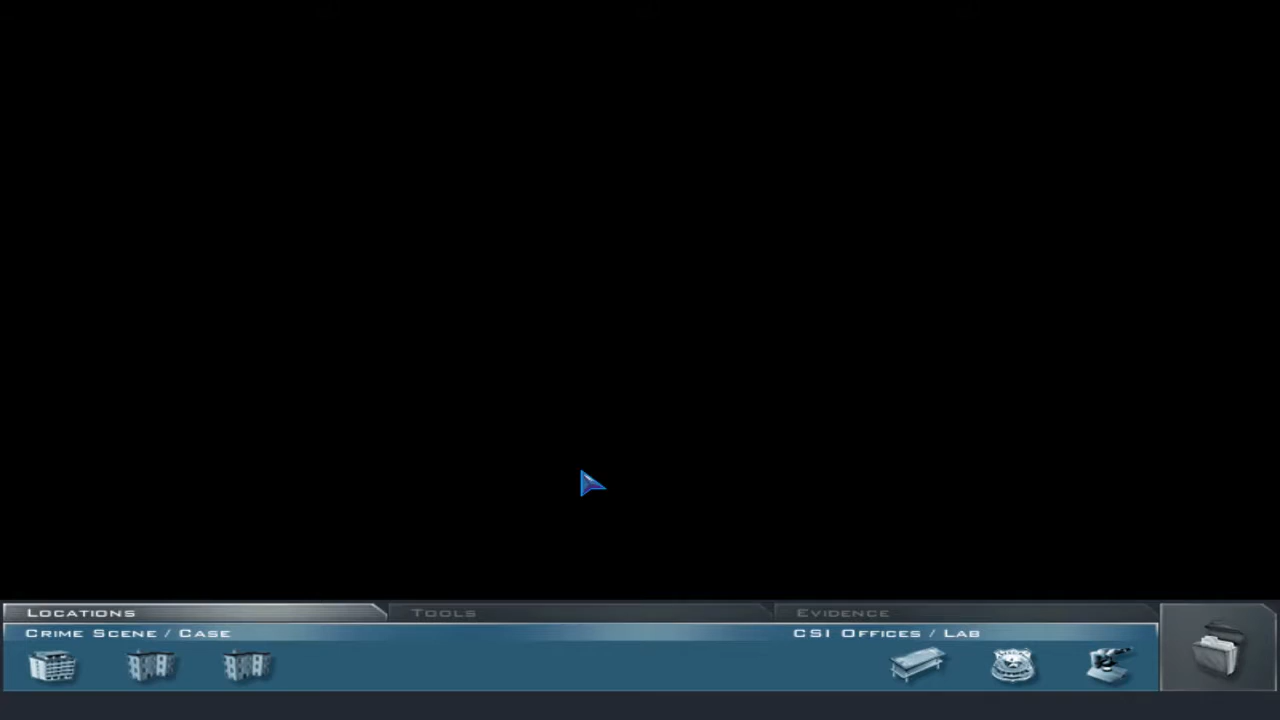 Locations
Tools
Evidence
Crime Scene / Case
CSI Offices / Lab